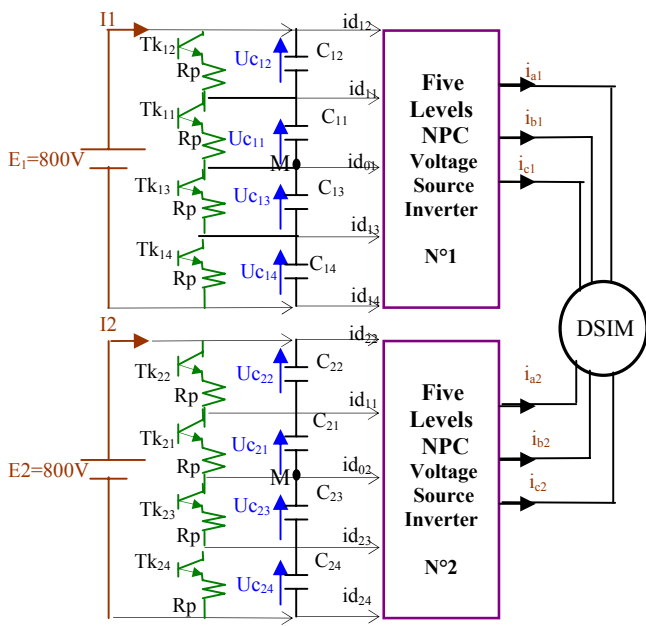 I1
id12
Tk12
Rp
Uc12
C12
id11
Tk11
Rp
Uc11
C11
E1=800V
M
id01
Tk13
Rp
Uc13
C13
id13
Tk14
Rp
Uc14
C14
id14
Five
Levels
NPC
Voltage
Source
Inverter
N°1
ia1
ib1
ic1
DSIM
I2
id22
Tk22
Rp
Uc22
C22
id11
Tk21
Rp
Uc21
C21
E2=800V
M
id02
Tk23
Rp
Uc23
C23
id23
Tk24
Rp
Uc24
C24
id24
Five
Levels
NPC
Voltage
Source
Inverter
N°2
ia2
ib2
ic2